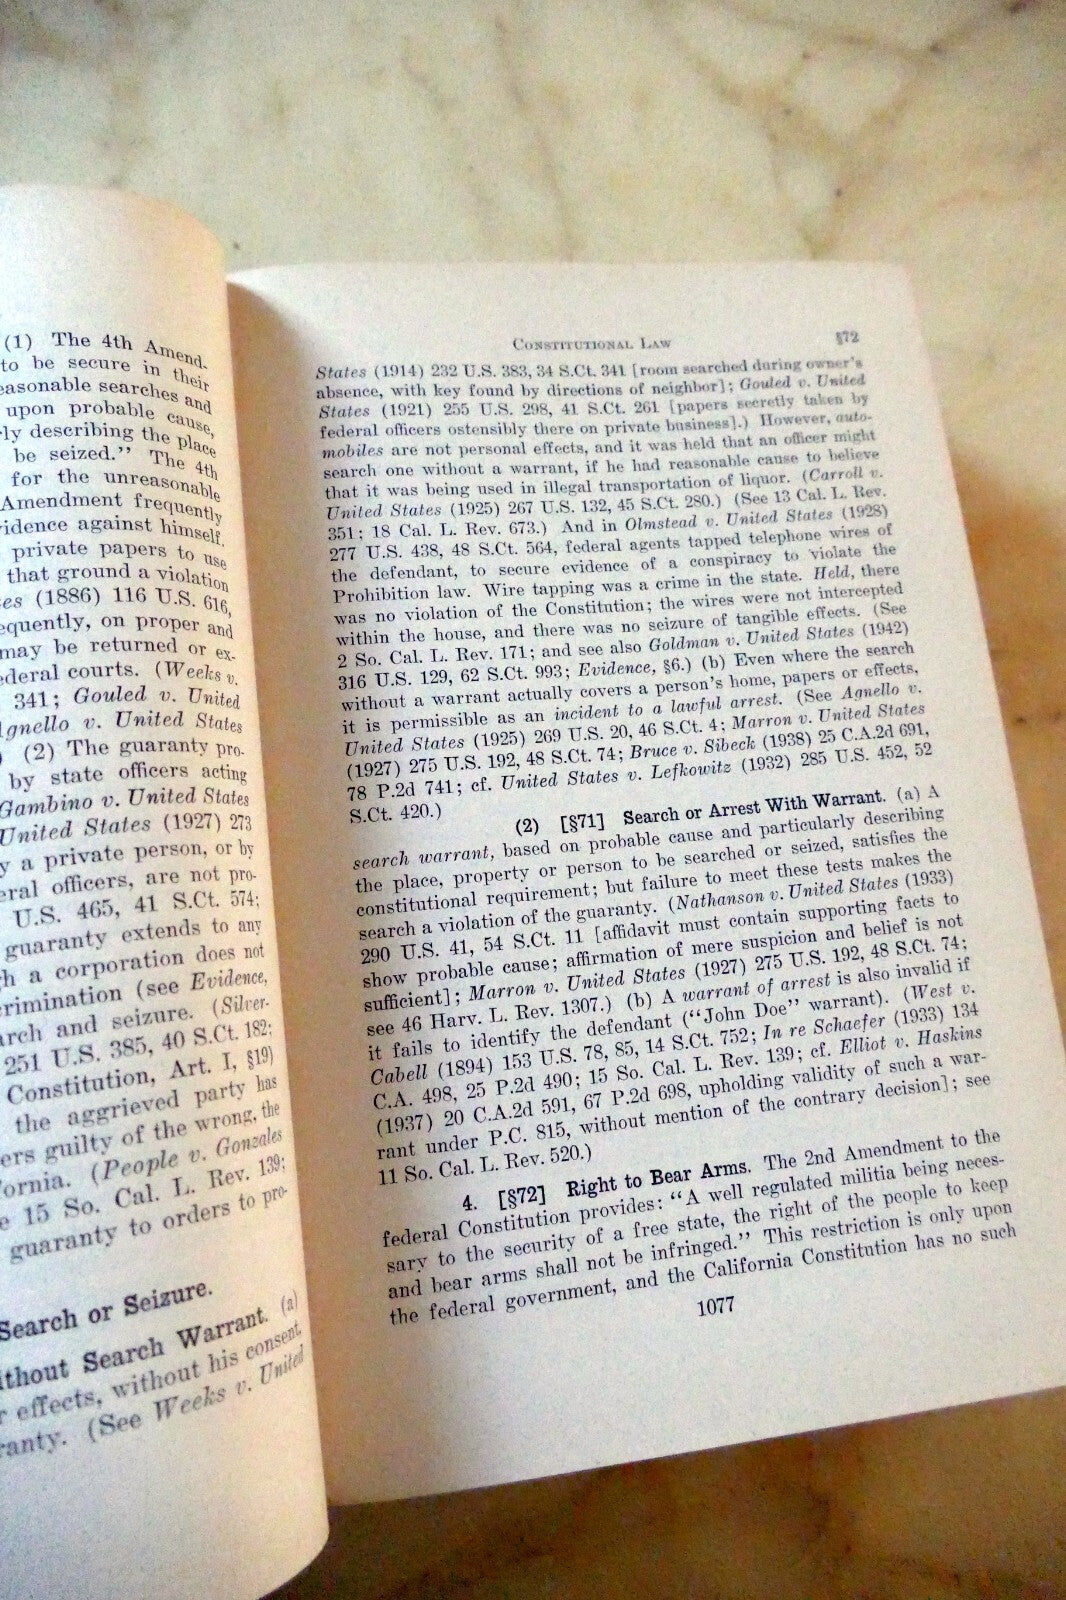 (1) The 4th Amend-
to be secure in their
easonable searches and
upon probable cause,
ly describing the place
be seized." The 4th
for the unreasonable
Amendment frequently
idence against himself.
private papers to use
that ground a violation
es (1886) 116 U.S. 616,
equently, on proper and
may be returned or ex-
deral courts. (Weeks v.
341; Gouled v. United
Agnello v. United States
) (2) The guaranty pro-
by state officers acting
Gambino v. United States
United States (1927) 273
y a private person, or by
eral officers, are not pro-
U.S. 465, 41 S.Ct. 574;
guaranty extends to any
h a corporation does not
crimination (see Evidence,
arch and seizure. (Silver-
251 U.S. 385, 40 S.Ct. 182;
Constitution, Art. I, §19)
the aggrieved party has
ers guilty of the wrong, the
fornia. (People v. Gonzales
e 15 So. Cal. L. Rev. 139;
guaranty to orders to pro-
Search or Seizure.
ithout Search Warrant. (a)
r effects, without his consent,
ranty. (See Weeks v. United
Constitutional Law §72
States (1914) 232 U.S. 383, 34 S.Ct. 341 [room searched during owner's
absence, with key found by directions of neighbor]; Gouled v. United
States (1921) 255 U.S. 298, 41 S.Ct. 261 [papers secretly taken by
federal officers ostensibly there on private business].) However, auto-
mobiles are not personal effects, and it was held that an officer might
search one without a warrant, if he had reasonable cause to believe
that it was being used in illegal transportation of liquor. (Carroll v.
United States (1925) 267 U.S. 132, 45 S.Ct. 280.) (See 13 Cal. L. Rev.
351; 18 Cal. L. Rev. 673.) And in Olmstead v. United States (1928)
277 U.S. 438, 48 S.Ct. 564, federal agents tapped telephone wires of
the defendant, to secure evidence of a conspiracy to violate the
Prohibition law. Wire tapping was a crime in the state. Held, there
was no violation of the Constitution; the wires were not intercepted
within the house, and there was no seizure of tangible effects. (See
2 So. Cal. L. Rev. 171; and see also Goldman v. United States (1942)
316 U.S. 129, 62 S.Ct. 993; Evidence, §6.) (b) Even where the search
without a warrant actually covers a person's home, papers or effects,
it is permissible as an incident to a lawful arrest. (See Agnello v.
United States (1925) 269 U.S. 20, 46 S.Ct. 4; Marron v. United States
(1927) 275 U.S. 192, 48 S.Ct. 74; Bruce v. Sibeck (1938) 25 C.A.2d 691,
78 P.2d 741; cf. United States v. Lefkowitz (1932) 285 U.S. 452, 52
S.Ct. 420.)
(2) [§71] Search or Arrest With Warrant. (a) A
search warrant, based on probable cause and particularly describing
the place, property or person to be searched or seized, satisfies the
constitutional requirement; but failure to meet these tests makes the
search a violation of the guaranty. (Nathanson v. United States (1933)
290 U.S. 41, 54 S.Ct. 11 [affidavit must contain supporting facts to
show probable cause; affirmation of mere suspicion and belief is not
sufficient]; Marron v. United States (1927) 275 U.S. 192, 48 S.Ct. 74;
see 46 Harv. L. Rev. 1307.) (b) A warrant of arrest is also invalid if
it fails to identify the defendant ("John Doe" warrant). (West v.
Cabell (1894) 153 U.S. 78, 85, 14 S.Ct. 752; In re Schaefer (1933) 134
C.A. 498, 25 P.2d 490; 15 So. Cal. L. Rev. 139; cf. Elliot v. Haskins
(1937) 20 C.A.2d 591, 67 P.2d 698, upholding validity of such a war-
rant under P.C. 815, without mention of the contrary decision]; see
11 So. Cal. L. Rev. 520.)
4. [§72] Right to Bear Arms. The 2nd Amendment to the
federal Constitution provides: "A well regulated militia being neces-
sary to the security of a free state, the right of the people to keep
and bear arms shall not be infringed." This restriction is only upon
the federal government, and the California Constitution has no such
1077